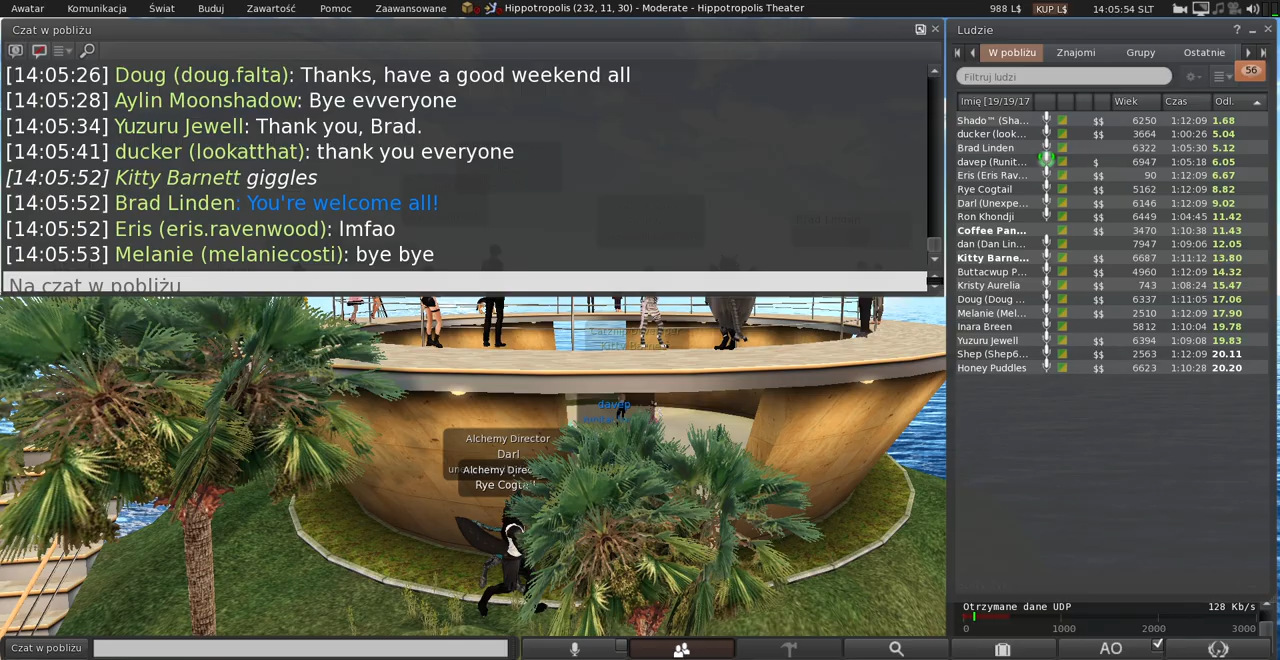 Awatar Komunikacja Świat Buduj Zawartość Pomoc Zaawansowane Hippotropolis (232, 11, 30) - Moderate - Hippotropolis Theater 988 L$ KUP L$ 14:05:54 SLT
Czat w pobliżu
[14:05:26] Doug (doug.falta): Thanks, have a good weekend all
[14:05:28] Aylin Moonshadow: Bye evveryone
[14:05:34] Yuzuru Jewell: Thank you, Brad.
[14:05:41] ducker (lookatthat): thank you everyone
[14:05:52] Kitty Barnett giggles
[14:05:52] Brad Linden: You're welcome all!
[14:05:52] Eris (eris.ravenwood): lmfao
[14:05:53] Melanie (melaniecosti): bye bye
Na czat w pobliżu
davep
Alchemy Director
Darl
Alchemy Direc
Rye Cogtail
Ludzie
W pobliżu Znajomi Grupy Ostatnie
Filtruj ludzi
56
Imię [19/19/17 Wiek Czas Odl.
Shado™ (Sha... $$ 6250 1:12:09 1.68
ducker (look... $$ 3664 1:00:26 5.04
Brad Linden 6322 1:05:30 5.12
davep (Runit... $ 6947 1:05:18 6.05
Eris (Eris Rav... $$ 90 1:12:09 6.67
Rye Cogtail $$ 5162 1:12:09 8.82
Darl (Unexpe... $$ 6146 1:12:09 9.02
Ron Khondji $$ 6449 1:04:45 11.42
Coffee Pan... $$ 3470 1:10:38 11.43
dan (Dan Lin... 7947 1:09:06 12.05
Kitty Barne... $$ 6687 1:11:12 13.80
Buttacwup P... $$ 4960 1:12:09 14.32
Kristy Aurelia $$ 743 1:08:24 15.47
Doug (Doug ... $$ 6337 1:11:05 17.06
Melanie (Mel... $$ 2510 1:12:09 17.90
Inara Breen 5812 1:10:04 19.78
Yuzuru Jewell $$ 6394 1:09:08 19.83
Shep (Shep6... $$ 2563 1:12:09 20.11
Honey Puddles $$ 6623 1:10:28 20.20
Otrzymane dane UDP 128 Kb/s
0 1000 2000 3000
Czat w pobliżu
AO